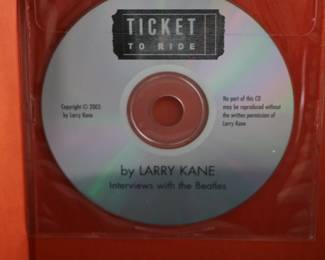 TICKET
TO RIDE
Copyright © 2003
by Larry Kane
No part of this CD
may be reproduced without
the written permission of
Larry Kane
by LARRY KANE
Interviews with the Beatles